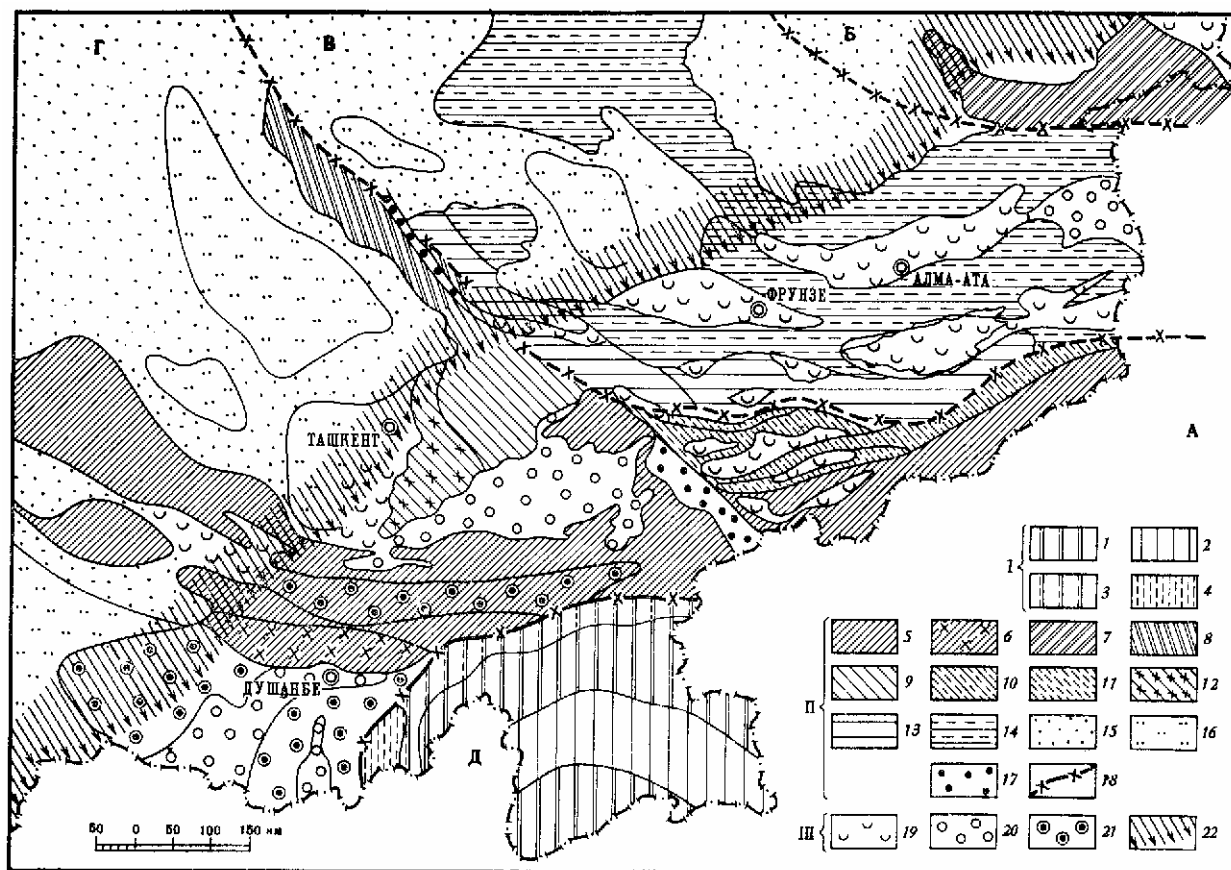 Г В Б
АЛМА-АТА
ФРУНЗЕ
ТАШКЕНТ
А
ДУШАНБЕ
Д
I 1 2
3 4
5 6 7 8
II 9 10 11 12
13 14 15 16
17 18
III 19 20 21 22
50 0 50 100 150 км